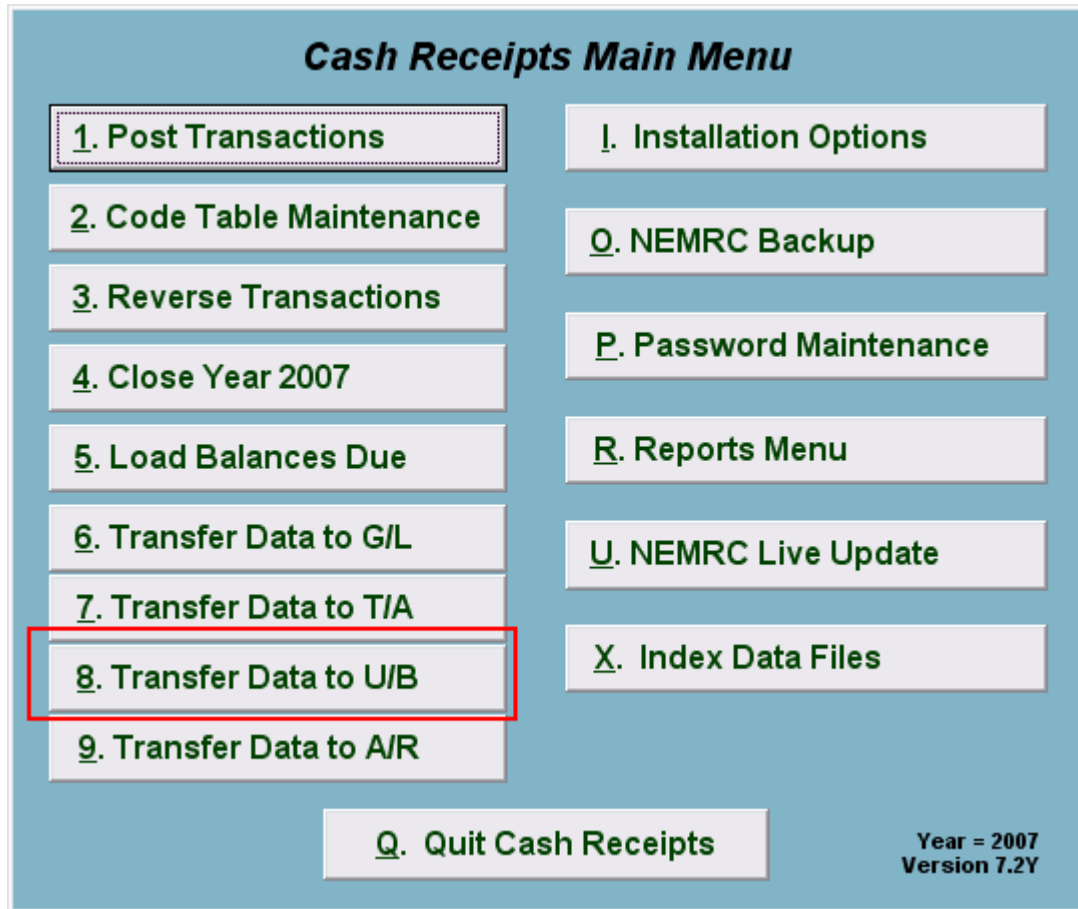 Cash Receipts Main Menu
1. Post Transactions
2. Code Table Maintenance
3. Reverse Transactions
4. Close Year 2007
5. Load Balances Due
6. Transfer Data to G/L
7. Transfer Data to T/A
8. Transfer Data to U/B
9. Transfer Data to A/R
I. Installation Options
O. NEMRC Backup
P. Password Maintenance
R. Reports Menu
U. NEMRC Live Update
X. Index Data Files
Q. Quit Cash Receipts
Year = 2007
Version 7.2Y